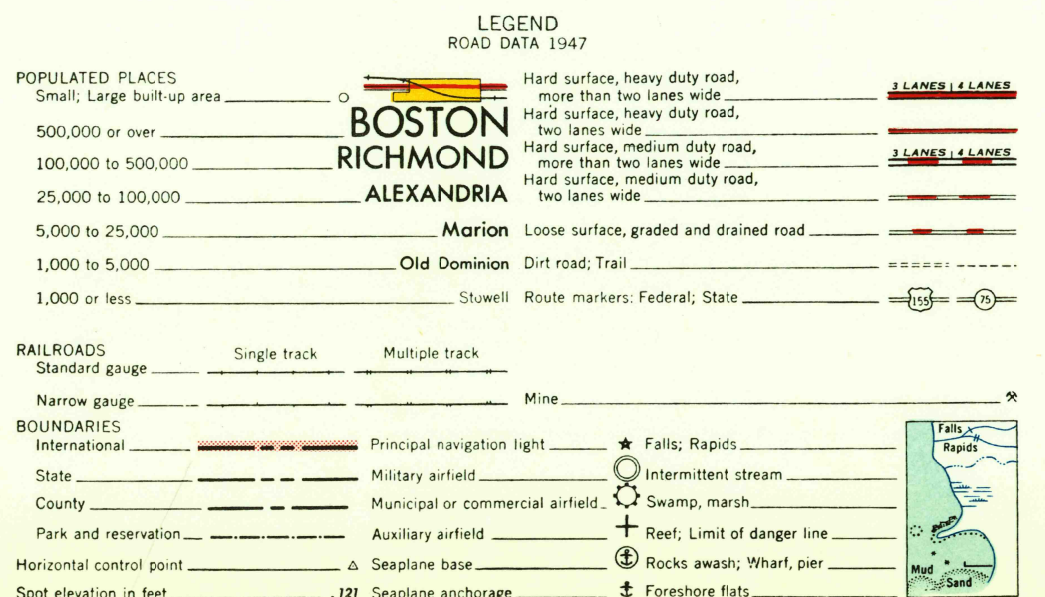 LEGEND
ROAD DATA 1947
POPULATED PLACES
Small; Large built-up area
500,000 or over BOSTON
100,000 to 500,000 RICHMOND
25,000 to 100,000 ALEXANDRIA
5,000 to 25,000 Marion
1,000 to 5,000 Old Dominion
1,000 or less Stowell
Hard surface, heavy duty road,
more than two lanes wide 3 LANES | 4 LANES
Hard surface, heavy duty road,
two lanes wide
Hard surface, medium duty road,
more than two lanes wide 3 LANES | 4 LANES
Hard surface, medium duty road,
two lanes wide
Loose surface, graded and drained road
Dirt road; Trail
Route markers: Federal; State 155 75
RAILROADS Single track Multiple track
Standard gauge
Narrow gauge
Mine
BOUNDARIES
International
State
County
Park and reservation
Horizontal control point
Spot elevation in feet .121
Principal navigation light
Military airfield
Municipal or commercial airfield
Auxiliary airfield
Seaplane base
Seaplane anchorage
Falls; Rapids
Intermittent stream
Swamp, marsh
Reef; Limit of danger line
Rocks awash; Wharf, pier
Foreshore flats
Falls
Rapids
Mud
Sand